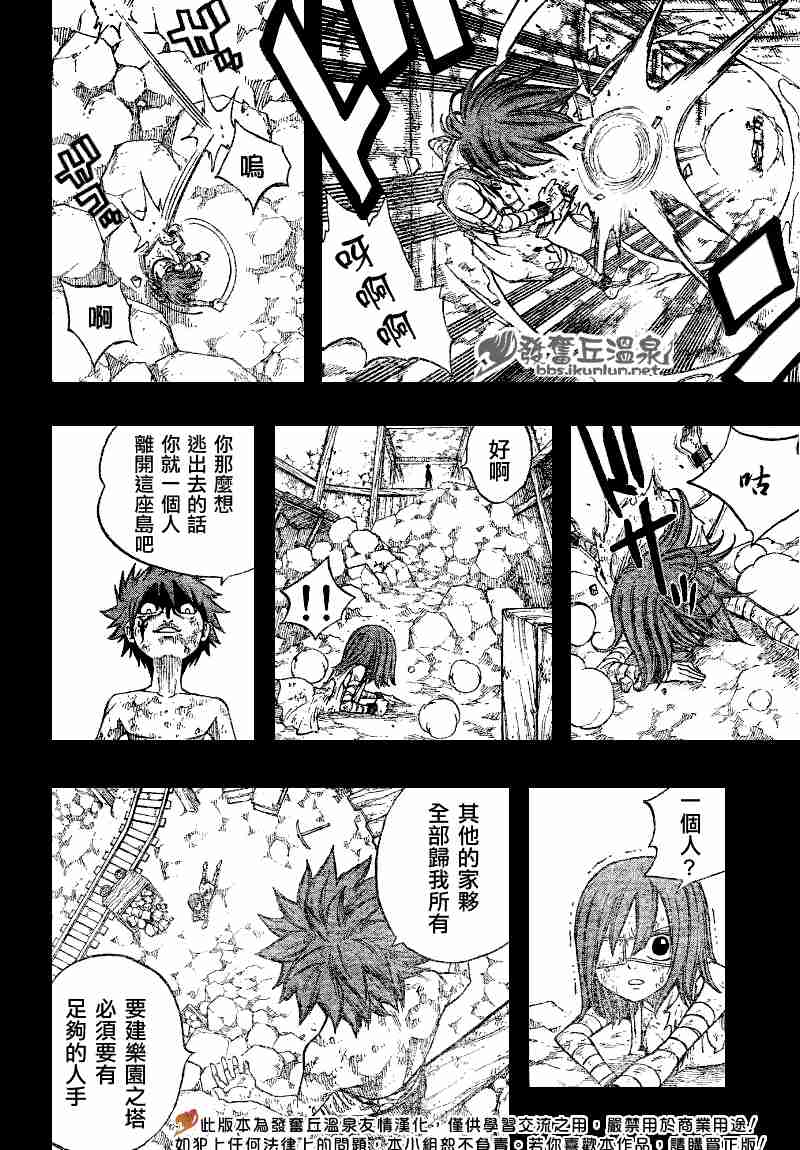 呀啊啊
發奮丘溫泉
bbs.ikunlun.net
嗚
啊
咕
好啊
!!
你那麼想
逃出去的話
你就一個人
離開這座島吧
一個人？
其他的家夥
全部歸我所有
要建樂園之塔
必須要有
足夠的人手
此版本為發奮丘溫泉友情漢化，僅供學習交流之用，嚴禁用於商業用途！
如犯上任何法律上的問題 本小組恕不負責。若你喜歡本作品，請購買正版！